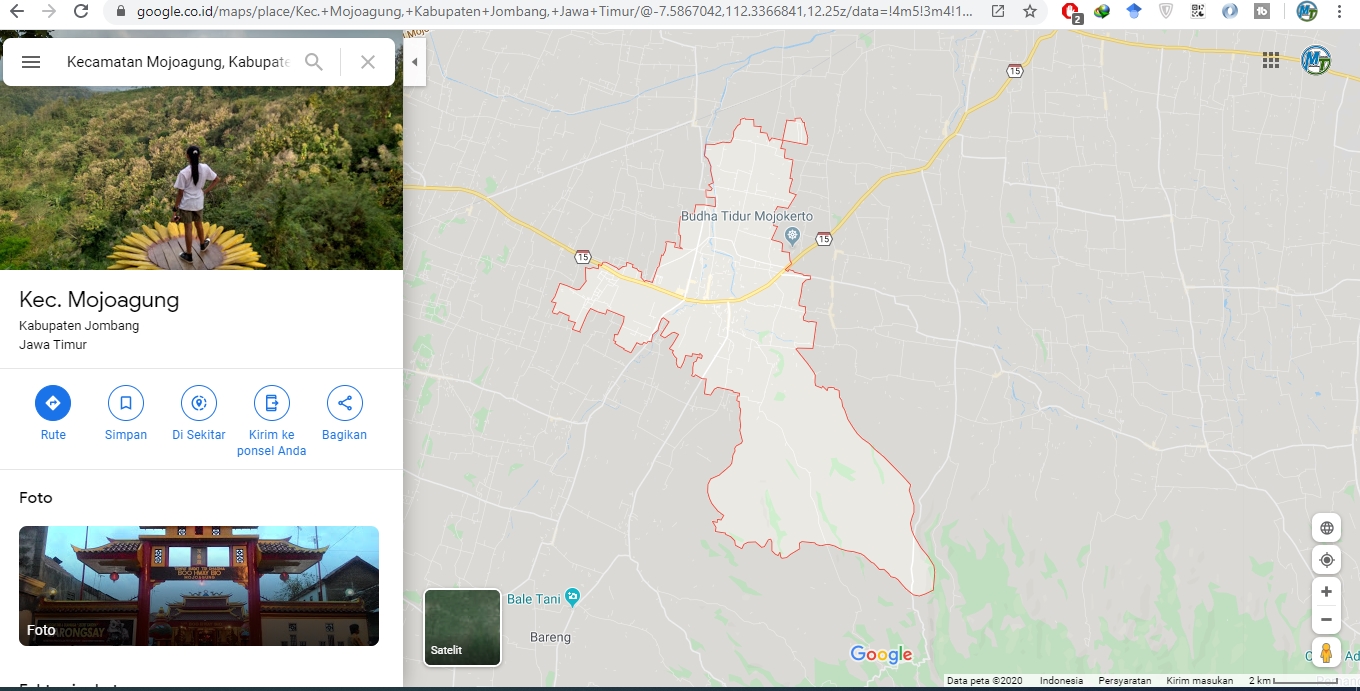 google.co.id/maps/place/Kec.+Mojoagung,+Kabupaten+Jombang,+Jawa+Timur/@-7.5867042,112.3366841,12.25z/data=!4m5!3m4!1...
2
Kecamatan Mojoagung, Kabupate
15
MT
15
Budha Tidur Mojokerto
15
Kec. Mojoagung
Kabupaten Jombang
Jawa Timur
Rute
Simpan
Di Sekitar
Kirim ke
ponsel Anda
Bagikan
Foto
Foto
Satelit
Bale Tani
Bareng
Google
Data peta ©2020 Indonesia Persyaratan Kirim masukan 2 km